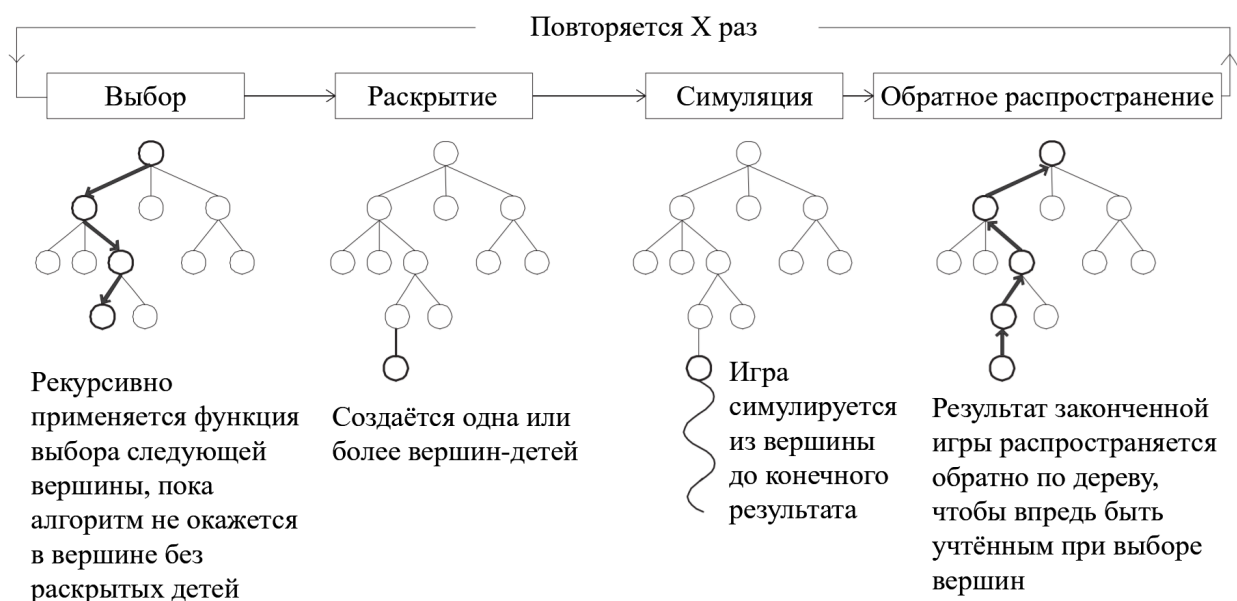 Повторяется X раз
Выбор
Раскрытие
Симуляция
Обратное распространение
Рекурсивно
применяется функция
выбора следующей
вершины, пока
алгоритм не окажется
в вершине без
раскрытых детей
Создаётся одна или
более вершин-детей
Игра
симулируется
из вершины
до конечного
результата
Результат законченной
игры распространяется
обратно по дереву,
чтобы впредь быть
учтённым при выборе
вершин